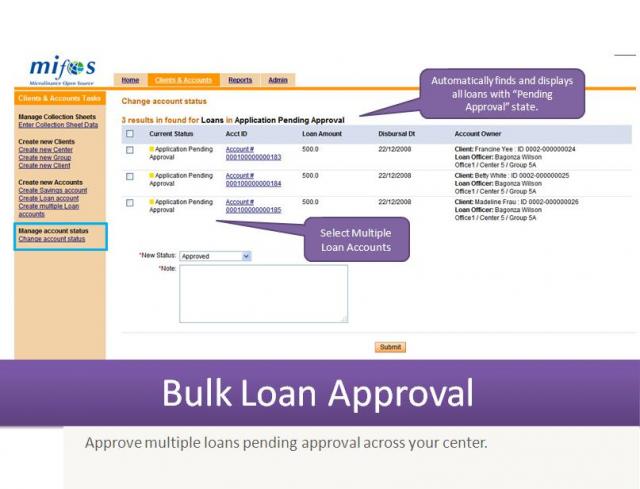 mifos
Microfinance Open Source
Home Clients & Accounts Reports Admin
Automatically finds and displays
all loans with “Pending
Approval” state.
Clients & Accounts Tasks
Manage Collection Sheets
Enter Collection Sheet Data
Create new Clients
Create new Center
Create new Group
Create new Client
Create new Accounts
Create Savings account
Create Loan account
Create multiple Loan
accounts
Manage account status
Change account status
Change account status
3 results in found for Loans in Application Pending Approval
Current Status Acct ID Loan Amount Disbursal Dt Account Owner
Application Pending Account # 500.0 22/12/2008 Client: Francine Yee : ID 0002-000000024
Approval 000100000000183 Loan Officer: Bagonza Wilson
Office1 / Center 5 / Group 5A
Application Pending Account # 500.0 22/12/2008 Client: Betty White : ID 0002-000000025
Approval 000100000000184 Loan Officer: Bagonza Wilson
Office1 / Center 5 / Group 5A
Application Pending Account # 500.0 22/12/2008 Client: Madeline Frau : ID 0002-000000026
Approval 000100000000185 Loan Officer: Bagonza Wilson
Office1 / Center 5 / Group 5A
Select Multiple
Loan Accounts
*New Status: Approved
*Note:
Submit
Bulk Loan Approval
Approve multiple loans pending approval across your center.